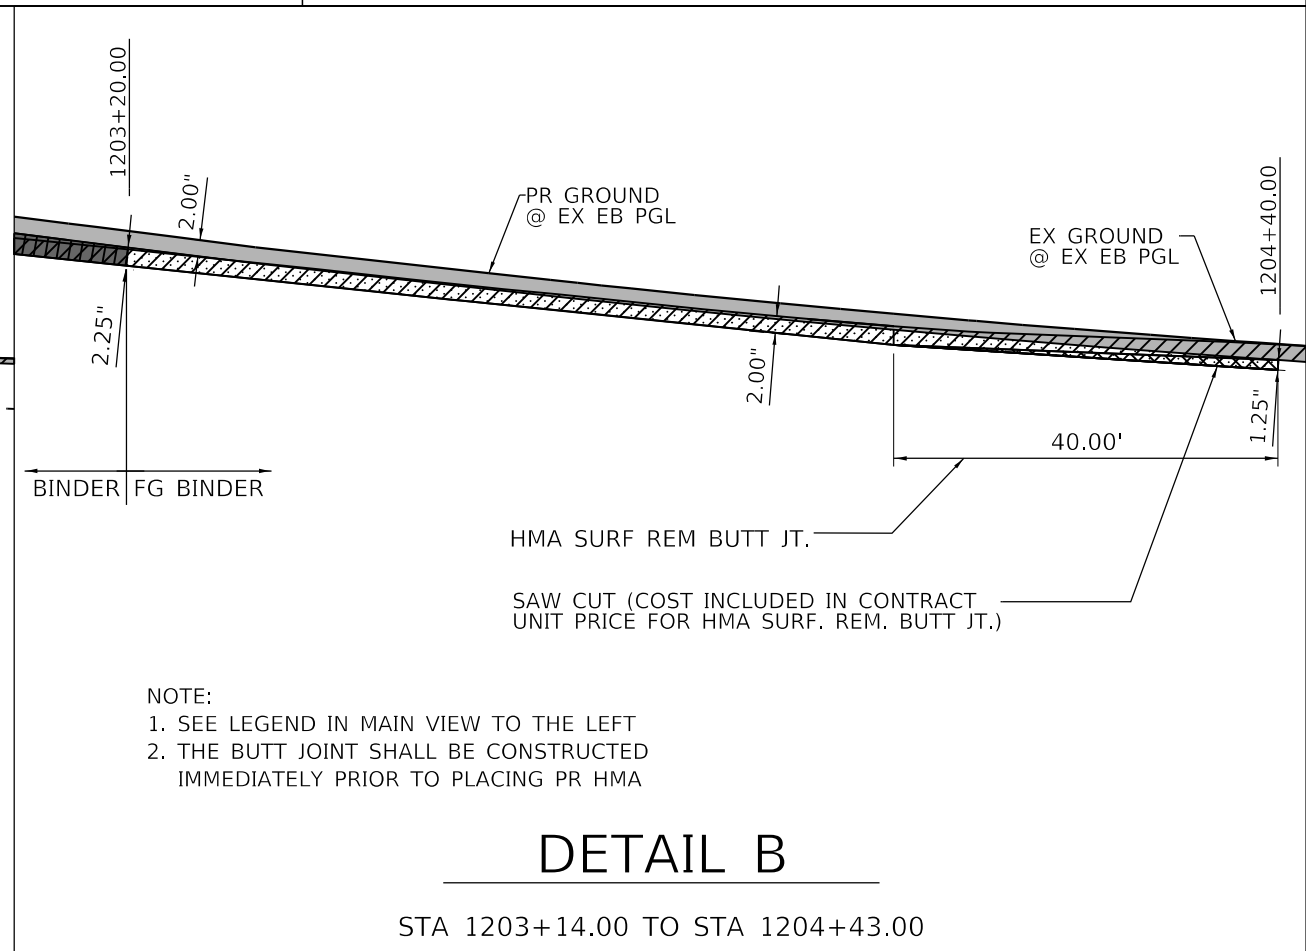 1203+20.00
2.00"
PR GROUND
@ EX EB PGL
EX GROUND
@ EX EB PGL
1204+40.00
2.25"
2.00"
1.25"
40.00'
BINDER FG BINDER
HMA SURF REM BUTT JT.
SAW CUT (COST INCLUDED IN CONTRACT
UNIT PRICE FOR HMA SURF. REM. BUTT JT.)
NOTE:
1. SEE LEGEND IN MAIN VIEW TO THE LEFT
2. THE BUTT JOINT SHALL BE CONSTRUCTED
IMMEDIATELY PRIOR TO PLACING PR HMA
DETAIL B
STA 1203+14.00 TO STA 1204+43.00